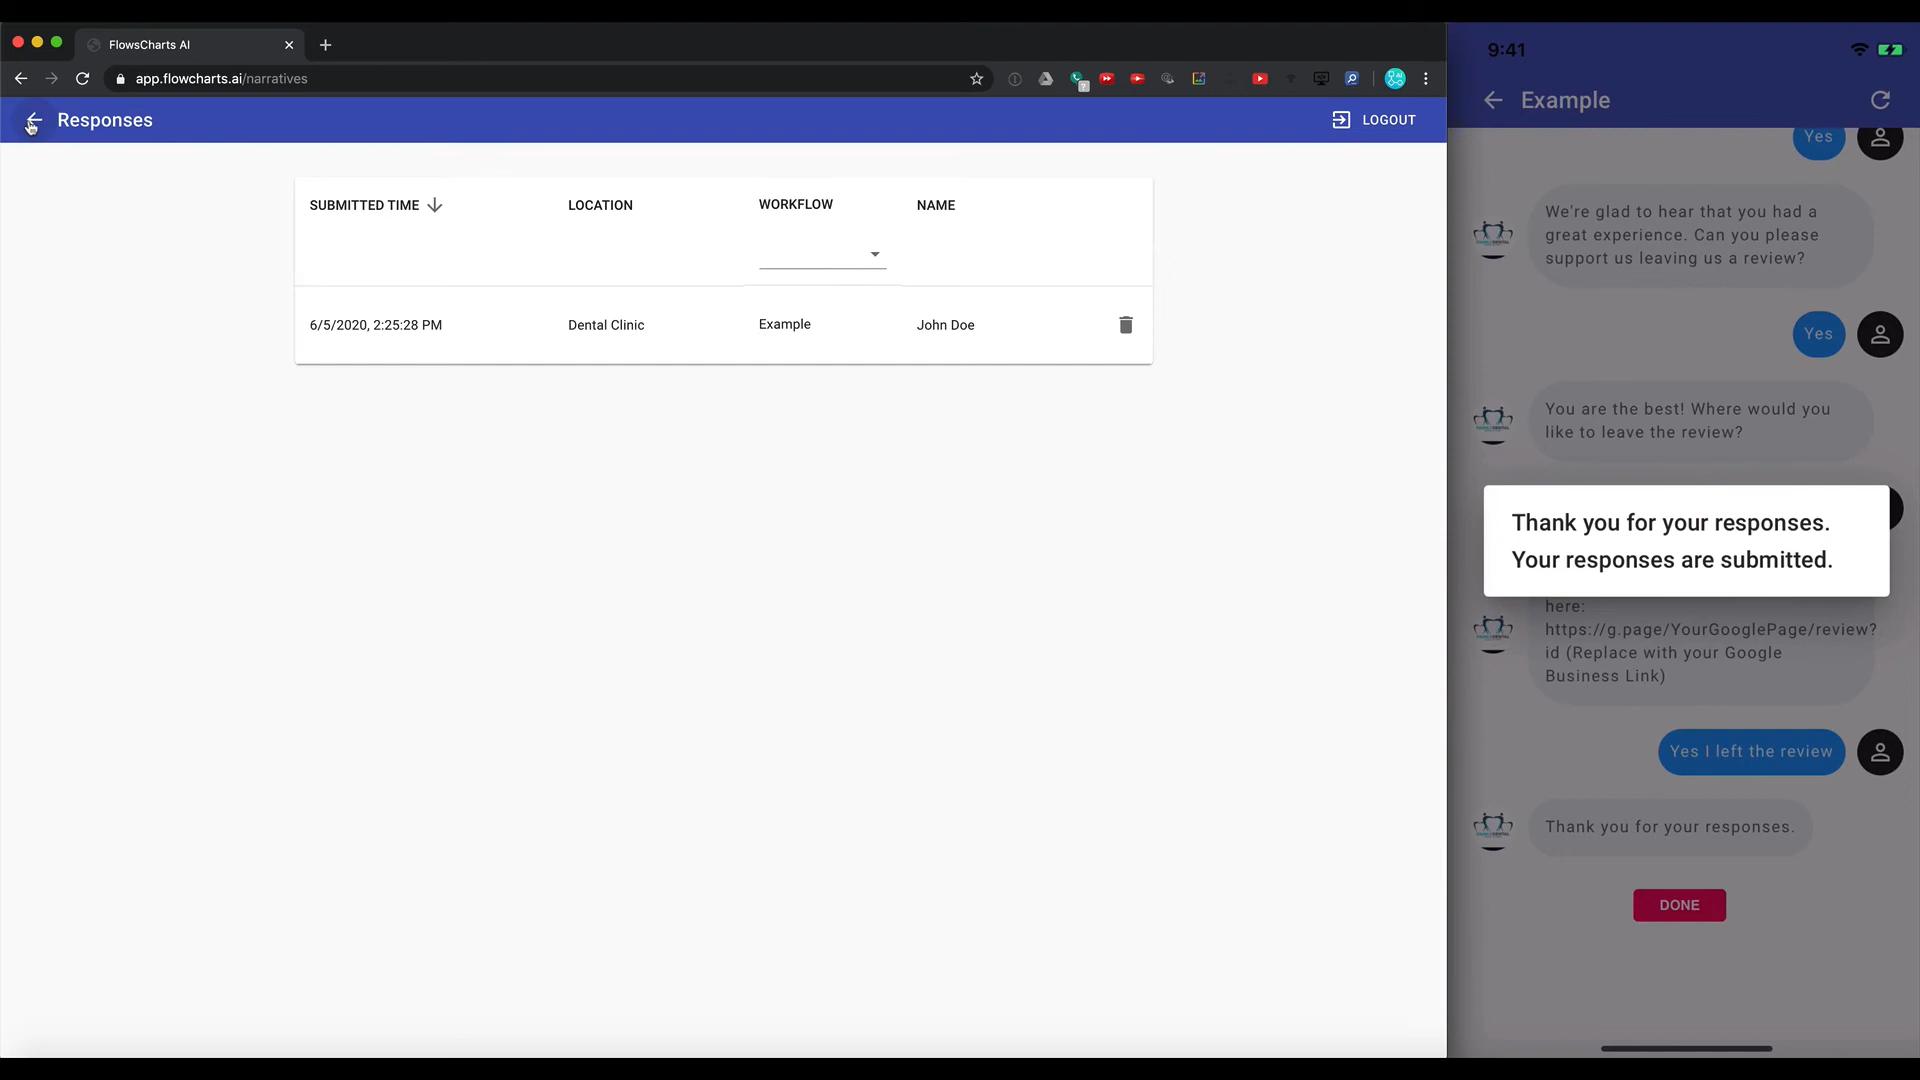 FlowsCharts AI
app.flowcharts.ai/narratives
Responses
LOGOUT
SUBMITTED TIME
LOCATION
WORKFLOW
NAME
6/5/2020, 2:25:28 PM
Dental Clinic
Example
John Doe
9:41
Example
Yes
We're glad to hear that you had a
great experience. Can you please
support us leaving us a review?
Yes
You are the best! Where would you
like to leave the review?
Thank you for your responses.
Your responses are submitted.
here:
https://g.page/YourGooglePage/review?
id (Replace with your Google
Business Link)
Yes I left the review
Thank you for your responses.
DONE